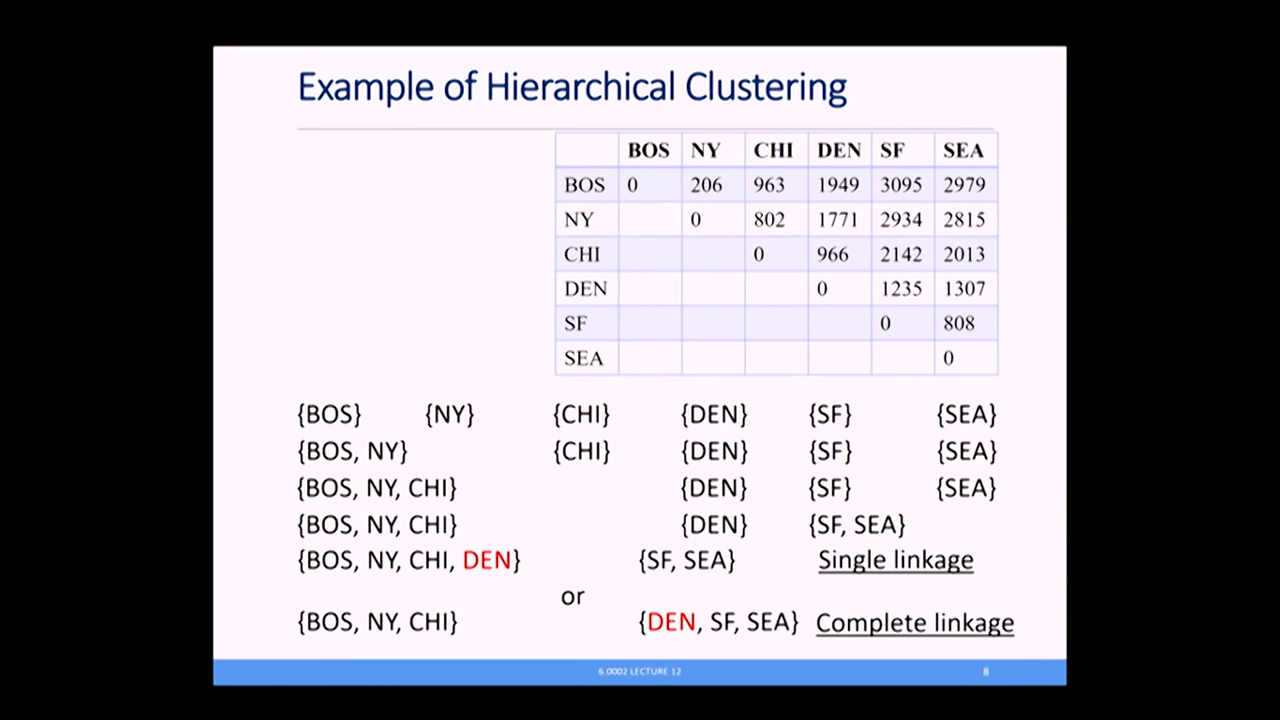 Example of Hierarchical Clustering
BOS NY CHI DEN SF SEA
BOS 0 206 963 1949 3095 2979
NY 0 802 1771 2934 2815
CHI 0 966 2142 2013
DEN 0 1235 1307
SF 0 808
SEA 0
{BOS} {NY} {CHI} {DEN} {SF} {SEA}
{BOS, NY} {CHI} {DEN} {SF} {SEA}
{BOS, NY, CHI} {DEN} {SF} {SEA}
{BOS, NY, CHI} {DEN} {SF, SEA}
{BOS, NY, CHI, DEN} {SF, SEA} Single linkage
or
{BOS, NY, CHI} {DEN, SF, SEA} Complete linkage
6.0002 LECTURE 12 8